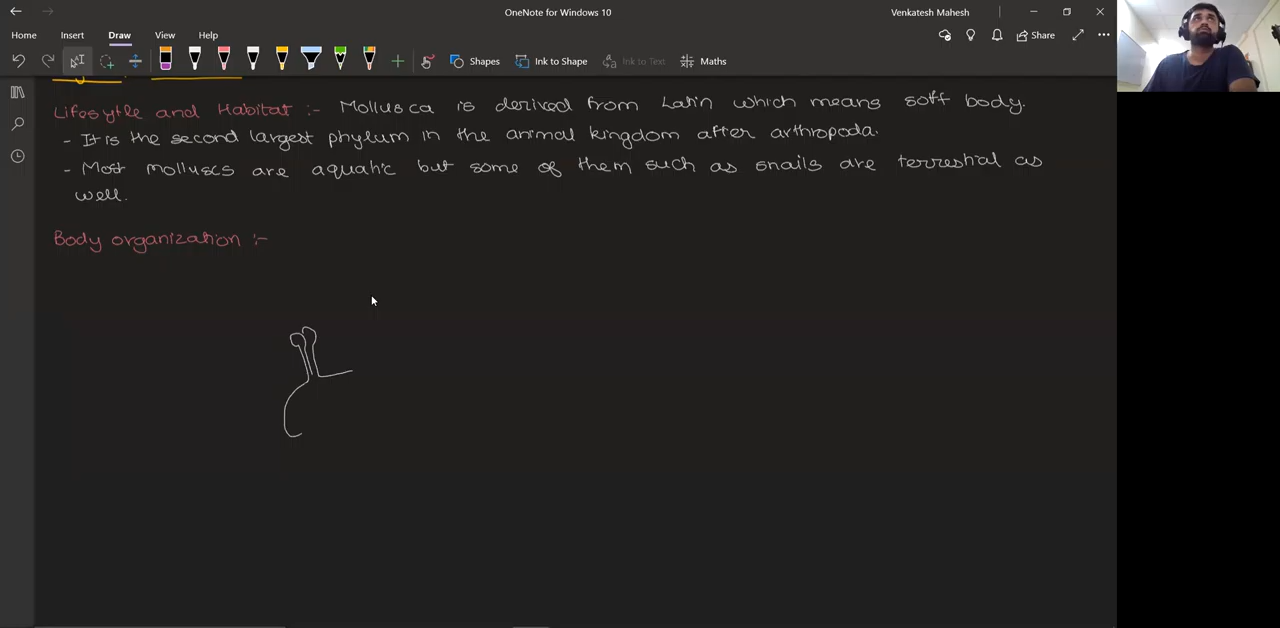 OneNote for Windows 10
Venkatesh Mahesh
Home Insert Draw View Help
Share
Shapes
Ink to Shape
Ink to Text
Maths
Lifesytle and Habitat :- Mollusca is derived from Latin which means soft body.
- It is the second largest phylum in the animal kingdom after arthropoda.
- Most molluscs are aquatic but some of them such as snails are terrestial as
well.
Body organization :-